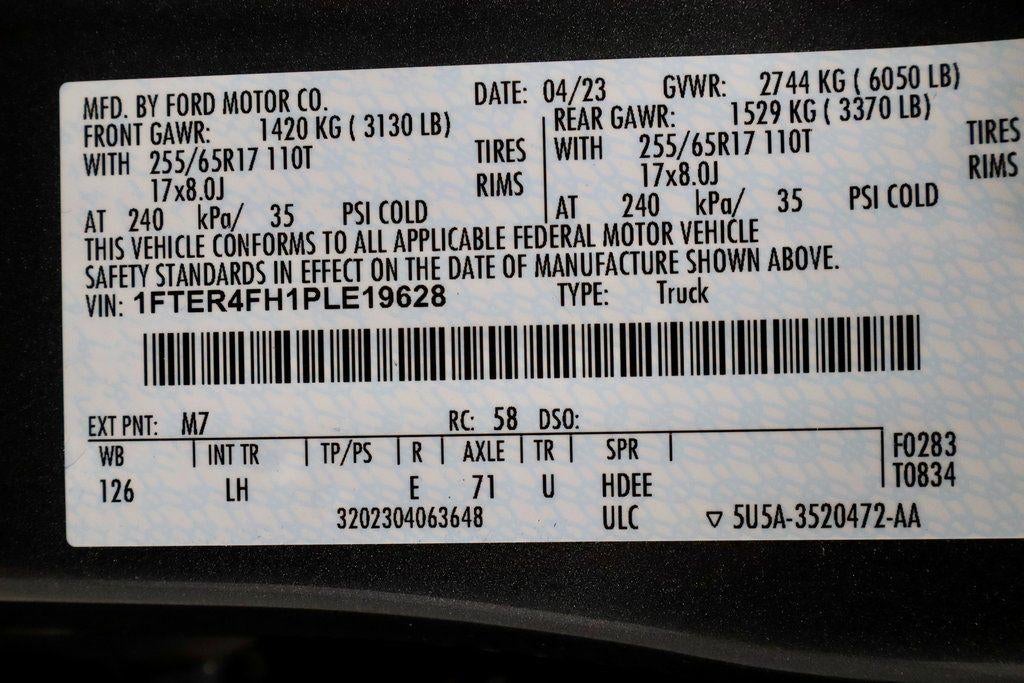 MFD. BY FORD MOTOR CO. DATE: 04/23 GVWR: 2744 KG ( 6050 LB)
FRONT GAWR: 1420 KG ( 3130 LB) REAR GAWR: 1529 KG ( 3370 LB)
WITH 255/65R17 110T TIRES WITH 255/65R17 110T TIRES
17x8.0J RIMS 17x8.0J RIMS
AT 240 kPa/ 35 PSI COLD AT 240 kPa/ 35 PSI COLD
THIS VEHICLE CONFORMS TO ALL APPLICABLE FEDERAL MOTOR VEHICLE
SAFETY STANDARDS IN EFFECT ON THE DATE OF MANUFACTURE SHOWN ABOVE.
VIN: 1FTER4FH1PLE19628 TYPE: Truck
EXT PNT: M7 RC: 58 DSO:
WB INT TR TP/PS R AXLE TR SPR F0283
126 LH E 71 U HDEE T0834
3202304063648 ULC ▽ 5U5A-3520472-AA